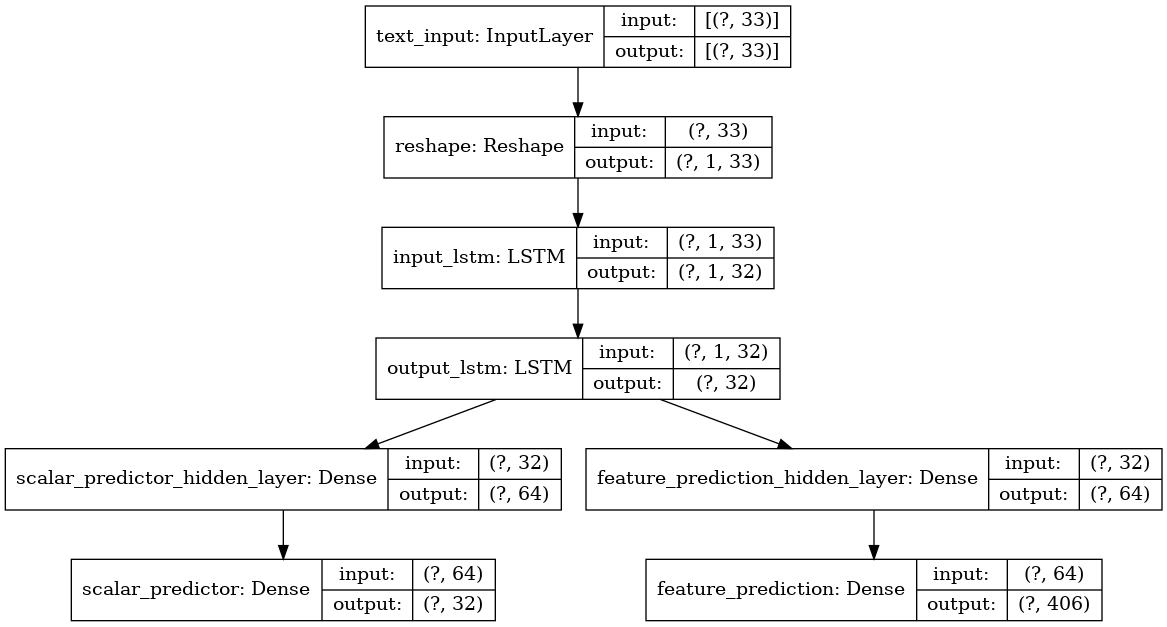 text_input: InputLayer
input: [(?, 33)]
output: [(?, 33)]
reshape: Reshape
input: (?, 33)
output: (?, 1, 33)
input_lstm: LSTM
input: (?, 1, 33)
output: (?, 1, 32)
output_lstm: LSTM
input: (?, 1, 32)
output: (?, 32)
scalar_predictor_hidden_layer: Dense
input: (?, 32)
output: (?, 64)
feature_prediction_hidden_layer: Dense
input: (?, 32)
output: (?, 64)
scalar_predictor: Dense
input: (?, 64)
output: (?, 32)
feature_prediction: Dense
input: (?, 64)
output: (?, 406)